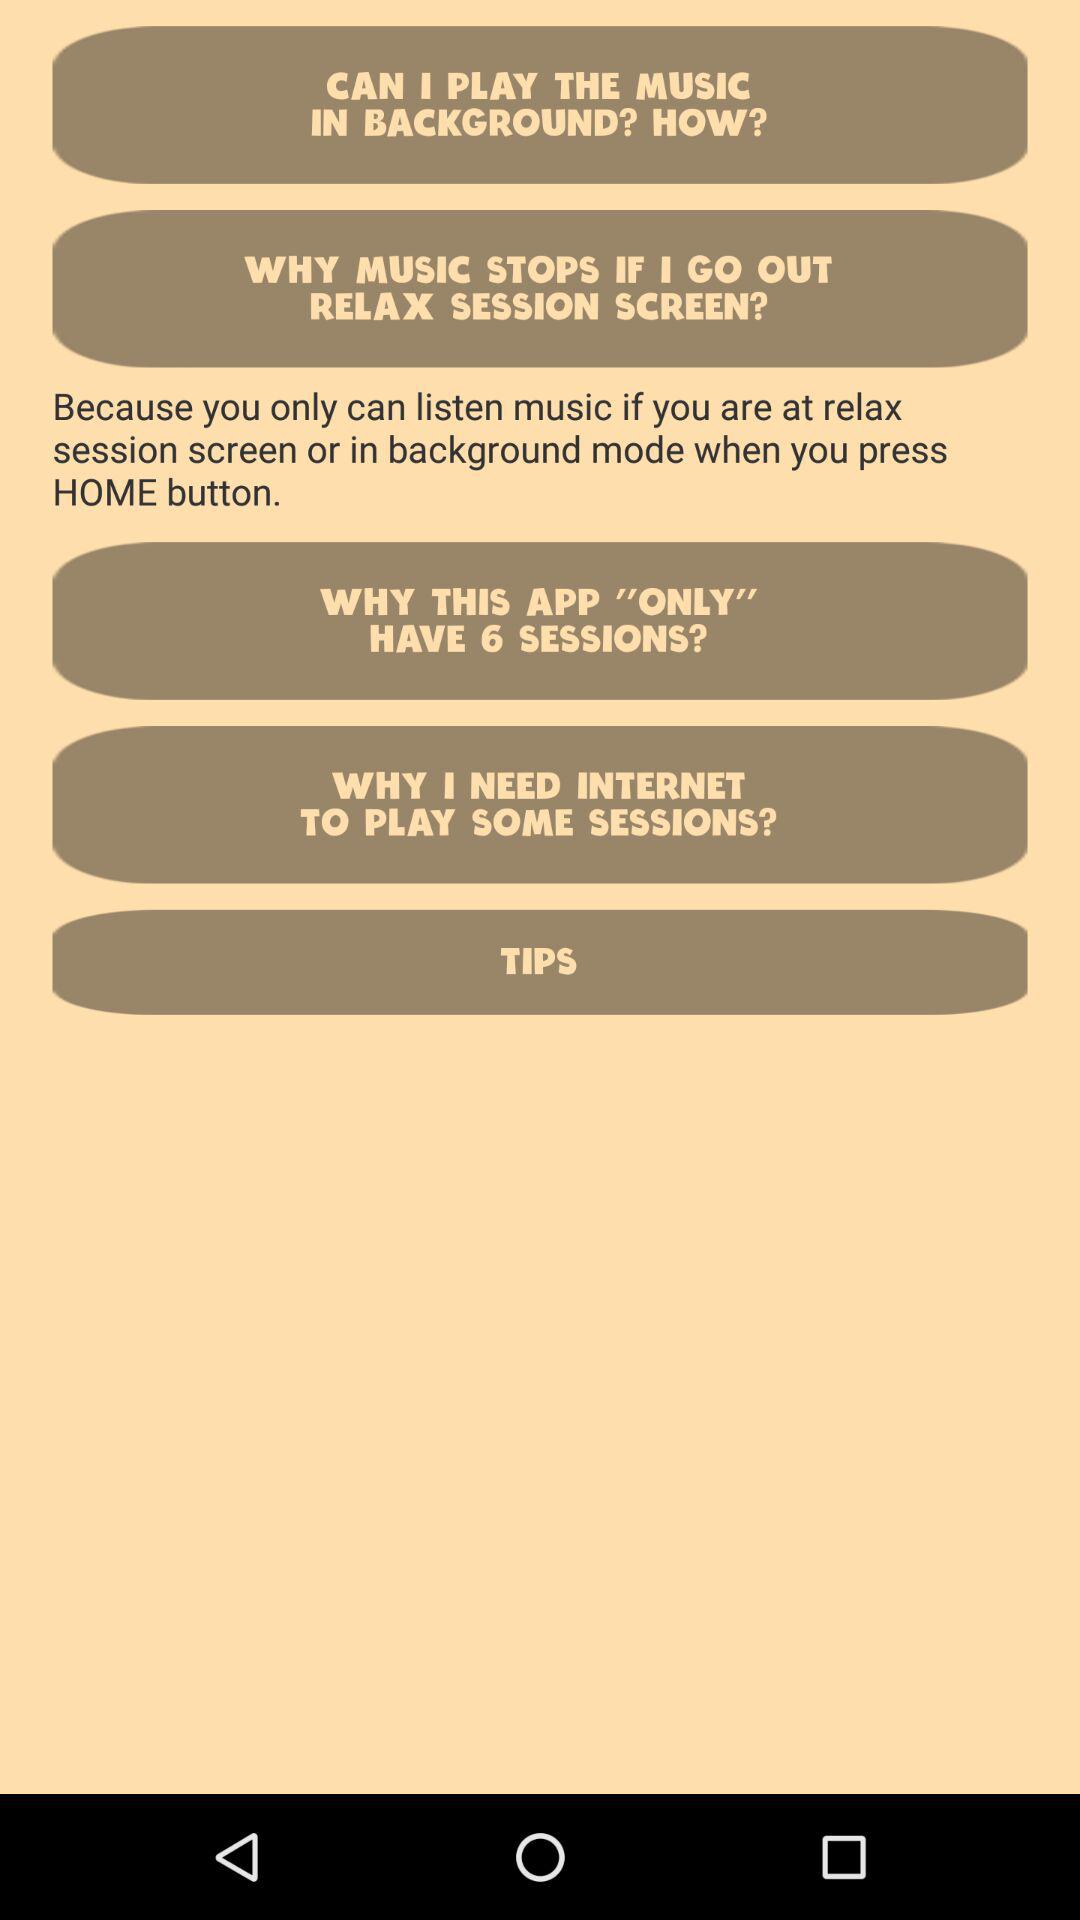 CAN I PLAY THE MUSIC
IN BACKGROUND? HOW?
WHY MUSIC STOPS IF I GO OUT
RELAX SESSION SCREEN?
Because you only can listen music if you are at relax
session screen or in background mode when you press
HOME button.
WHY THIS APP "ONLY"
HAVE 6 SESSIONS?
WHY I NEED INTERNET
TO PLAY SOME SESSIONS?
TIPS